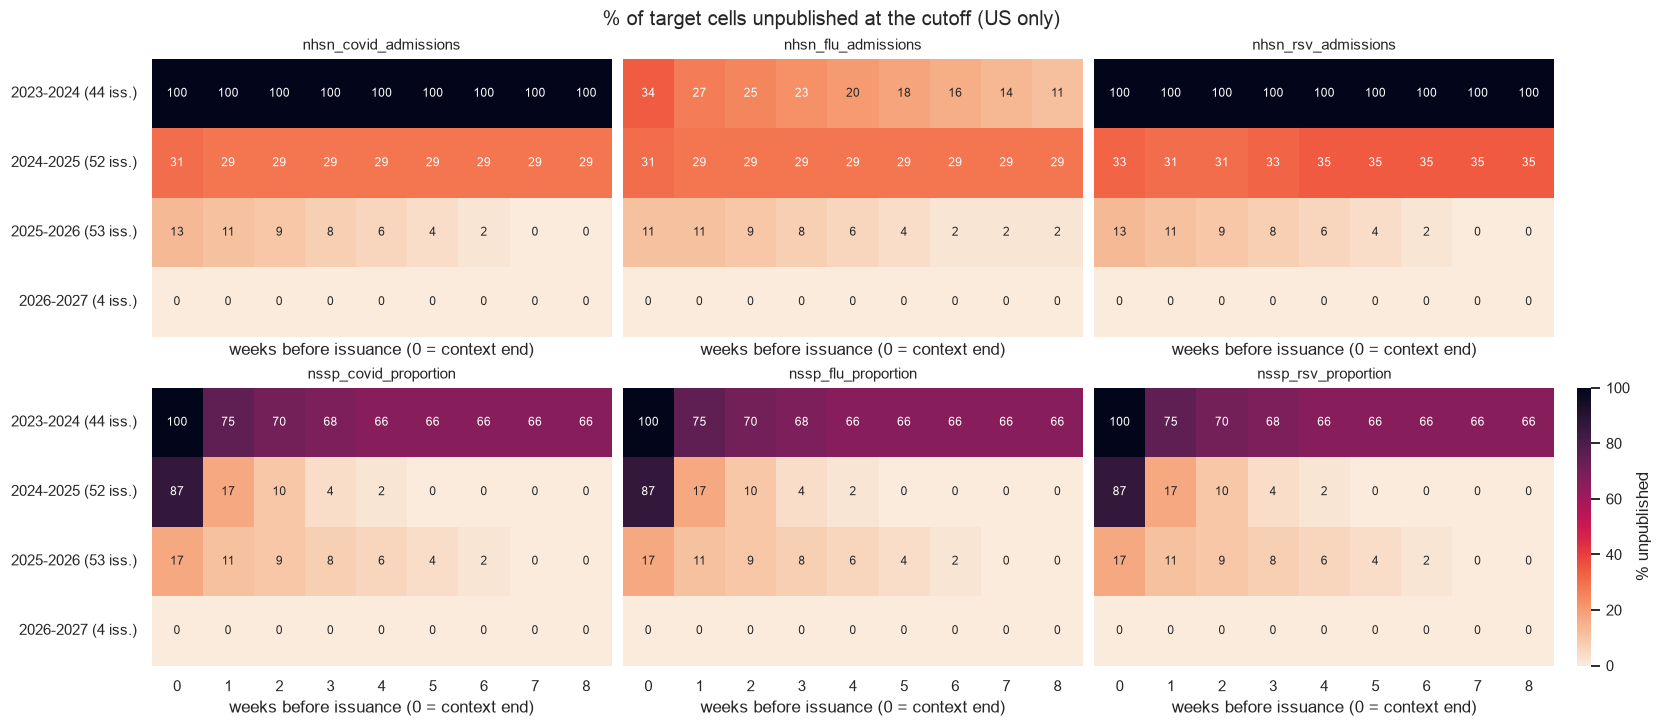 % of target cells unpublished at the cutoff (US only)
nhsn_covid_admissions
nhsn_flu_admissions
nhsn_rsv_admissions
2023-2024 (44 iss.)
100 100 100 100 100 100 100 100 100
34 27 25 23 20 18 16 14 11
100 100 100 100 100 100 100 100 100
2024-2025 (52 iss.)
31 29 29 29 29 29 29 29 29
31 29 29 29 29 29 29 29 29
33 31 31 33 35 35 35 35 35
2025-2026 (53 iss.)
13 11 9 8 6 4 2 0 0
11 11 9 8 6 4 2 2 2
13 11 9 8 6 4 2 0 0
2026-2027 (4 iss.)
0 0 0 0 0 0 0 0 0
0 0 0 0 0 0 0 0 0
0 0 0 0 0 0 0 0 0
weeks before issuance (0 = context end)
weeks before issuance (0 = context end)
weeks before issuance (0 = context end)
nssp_covid_proportion
nssp_flu_proportion
nssp_rsv_proportion
2023-2024 (44 iss.)
100 75 70 68 66 66 66 66 66
100 75 70 68 66 66 66 66 66
100 75 70 68 66 66 66 66 66
2024-2025 (52 iss.)
87 17 10 4 2 0 0 0 0
87 17 10 4 2 0 0 0 0
87 17 10 4 2 0 0 0 0
2025-2026 (53 iss.)
17 11 9 8 6 4 2 0 0
17 11 9 8 6 4 2 0 0
17 11 9 8 6 4 2 0 0
2026-2027 (4 iss.)
0 0 0 0 0 0 0 0 0
0 0 0 0 0 0 0 0 0
0 0 0 0 0 0 0 0 0
0 1 2 3 4 5 6 7 8
0 1 2 3 4 5 6 7 8
0 1 2 3 4 5 6 7 8
weeks before issuance (0 = context end)
weeks before issuance (0 = context end)
weeks before issuance (0 = context end)
100
80
60
40
20
0
% unpublished